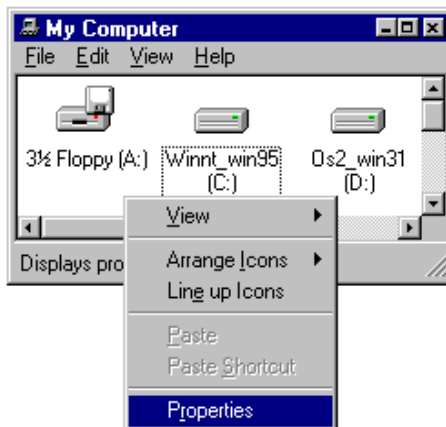 My Computer
File Edit View Help
3½ Floppy (A:) Winnt_win95 (C:) Os2_win31 (D:)
Displays pro
View
Arrange Icons
Line up Icons
Paste
Paste Shortcut
Properties